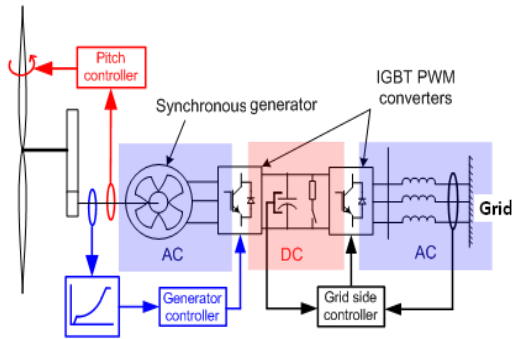 Pitch
controller
IGBT PWM
converters
Synchronous generator
Grid
AC
DC
AC
Generator
controller
Grid side
controller